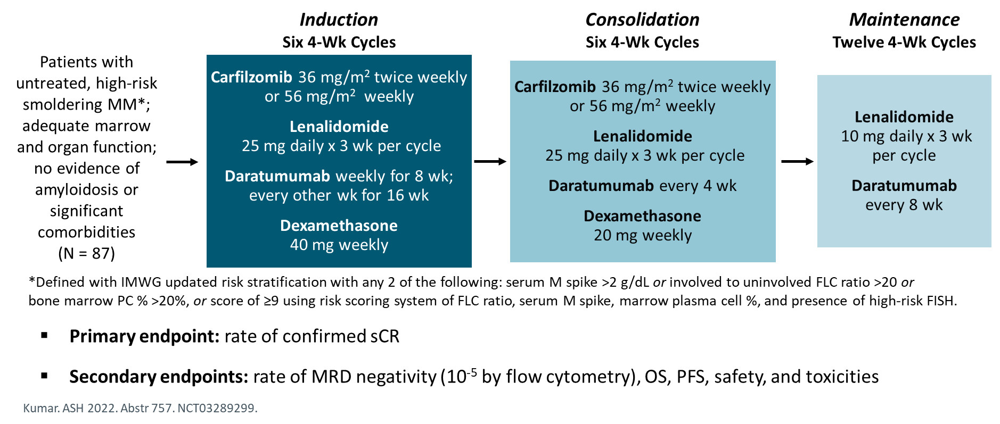 Induction
Six 4-Wk Cycles
Consolidation
Six 4-Wk Cycles
Maintenance
Twelve 4-Wk Cycles
Patients with
untreated, high-risk
smoldering MM*;
adequate marrow
and organ function;
no evidence of
amyloidosis or
significant
comorbidities
(N = 87)
Carfilzomib 36 mg/m² twice weekly
or 56 mg/m² weekly
Lenalidomide
25 mg daily x 3 wk per cycle
Daratumumab weekly for 8 wk;
every other wk for 16 wk
Dexamethasone
40 mg weekly
Carfilzomib 36 mg/m² twice weekly
or 56 mg/m² weekly
Lenalidomide
25 mg daily x 3 wk per cycle
Daratumumab every 4 wk
Dexamethasone
20 mg weekly
Lenalidomide
10 mg daily x 3 wk
per cycle
Daratumumab
every 8 wk
*Defined with IMWG updated risk stratification with any 2 of the following: serum M spike >2 g/dL or involved to uninvolved FLC ratio >20 or
bone marrow PC % >20%, or score of ≥9 using risk scoring system of FLC ratio, serum M spike, marrow plasma cell %, and presence of high-risk FISH.
▪ Primary endpoint: rate of confirmed sCR
▪ Secondary endpoints: rate of MRD negativity (10⁻⁵ by flow cytometry), OS, PFS, safety, and toxicities
Kumar. ASH 2022. Abstr 757. NCT03289299.